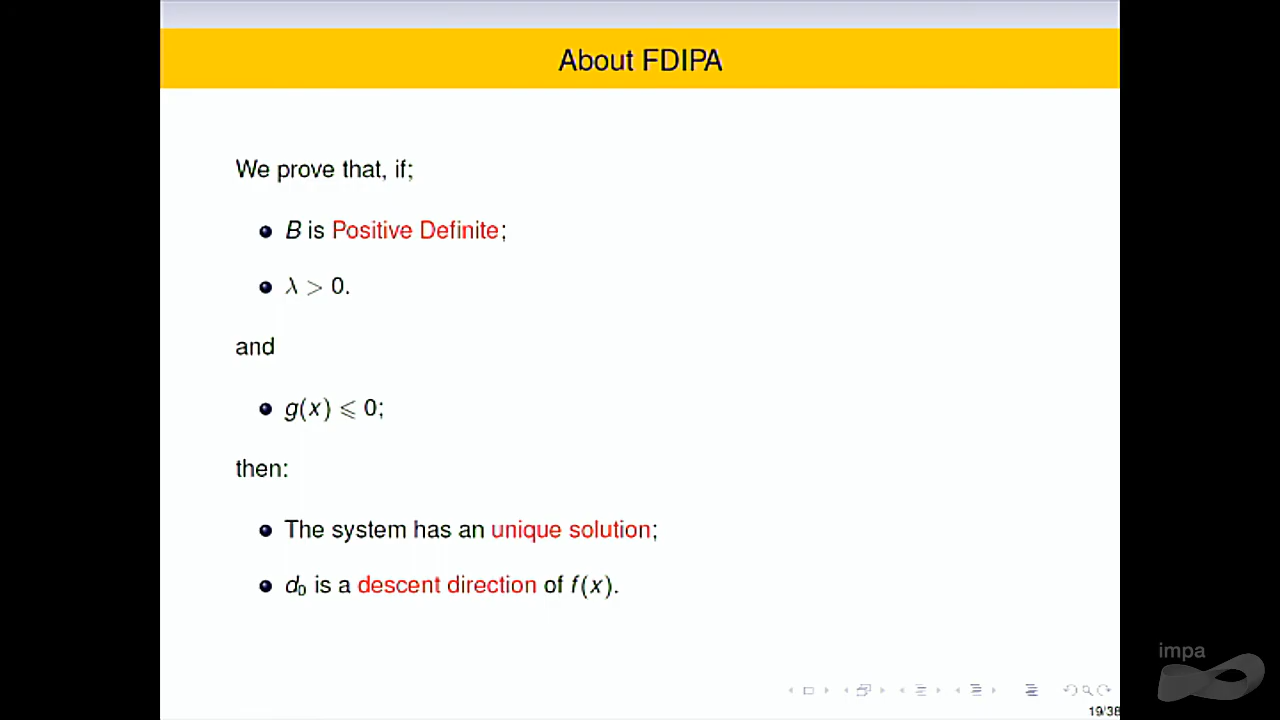 About FDIPA
We prove that, if;
B is Positive Definite;
λ > 0.
and
g(x) ⩽ 0;
then:
The system has an unique solution;
d₀ is a descent direction of f(x).
impa
19/38